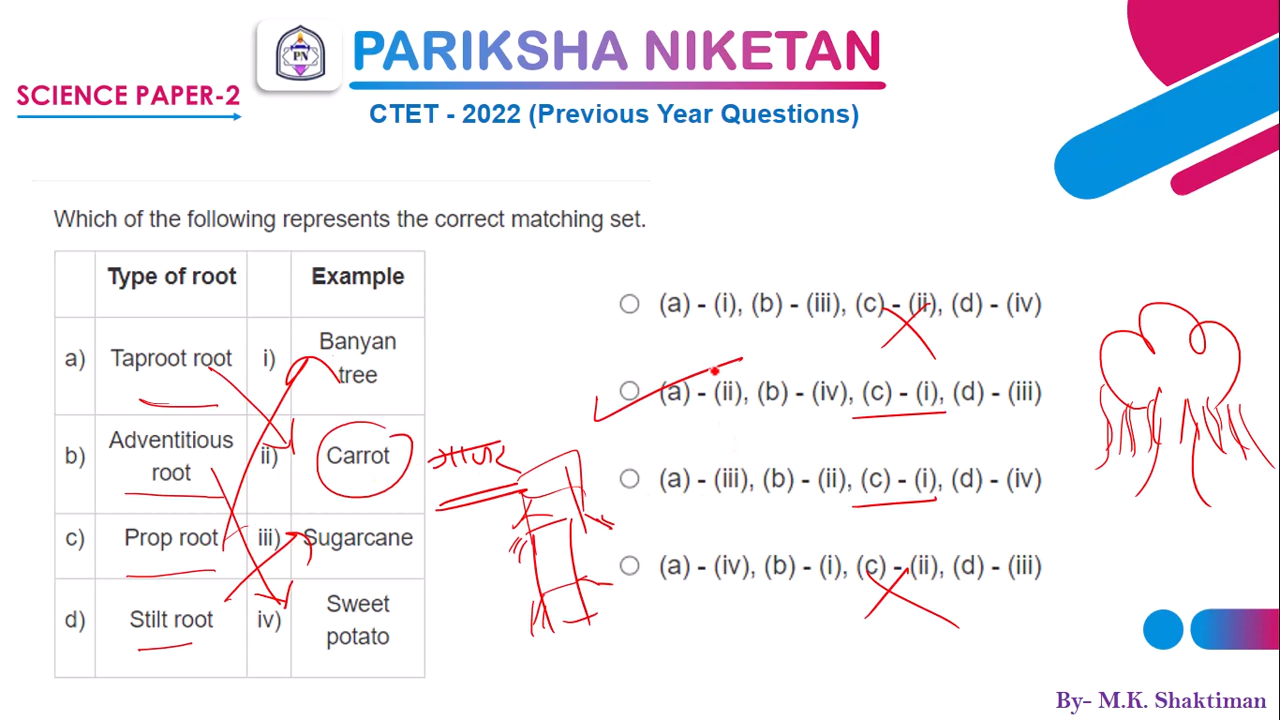 PN
PARIKSHA NIKETAN
SCIENCE PAPER-2
CTET - 2022 (Previous Year Questions)
Which of the following represents the correct matching set.
Type of root Example
a) Taproot root i) Banyan tree
b) Adventitious root ii) Carrot
c) Prop root iii) Sugarcane
d) Stilt root iv) Sweet potato
(a) - (i), (b) - (iii), (c) - (ii), (d) - (iv)
(a) - (ii), (b) - (iv), (c) - (i), (d) - (iii)
(a) - (iii), (b) - (ii), (c) - (i), (d) - (iv)
(a) - (iv), (b) - (i), (c) - (ii), (d) - (iii)
By- M.K. Shaktiman